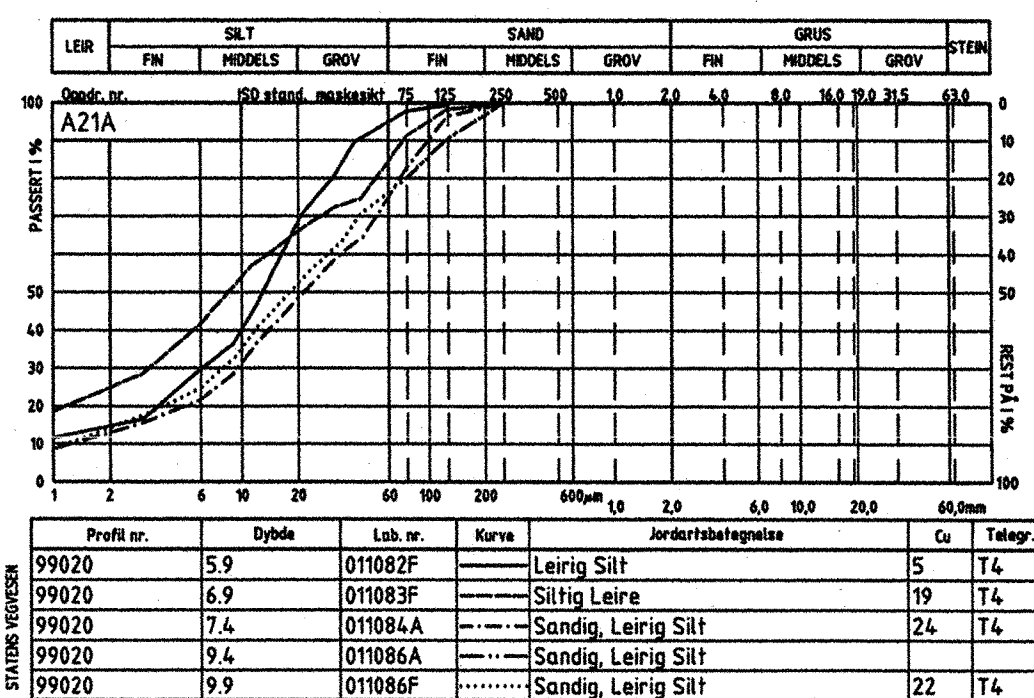 LEIR SILT SAND GRUS STEIN
FIN MIDDELS GROV FIN MIDDELS GROV FIN MIDDELS GROV
Oppdr. nr. ISO stand. maskesikt 75 125 250 500 1,0 2,0 4,0 8,0 16,0 19,0 31,5 63,0
A21A
PASSERT I %
100
50
40
30
20
10
0
0
10
20
30
40
50
100
REST PÅ I %
1 2 6 10 20 60 100 200 600µm 1,0 2,0 6,0 10,0 20,0 60,0mm
Profil nr. Dybde Lab. nr. Kurve Jordartsbetegnelse Cu Telegr.
99020 5.9 011082F Leirig Silt 5 T4
99020 6.9 011083F Siltig Leire 19 T4
99020 7.4 011084A Sandig, Leirig Silt 24 T4
99020 9.4 011086A Sandig, Leirig Silt
99020 9.9 011086F Sandig, Leirig Silt 22 T4
STATENS VEGVESEN